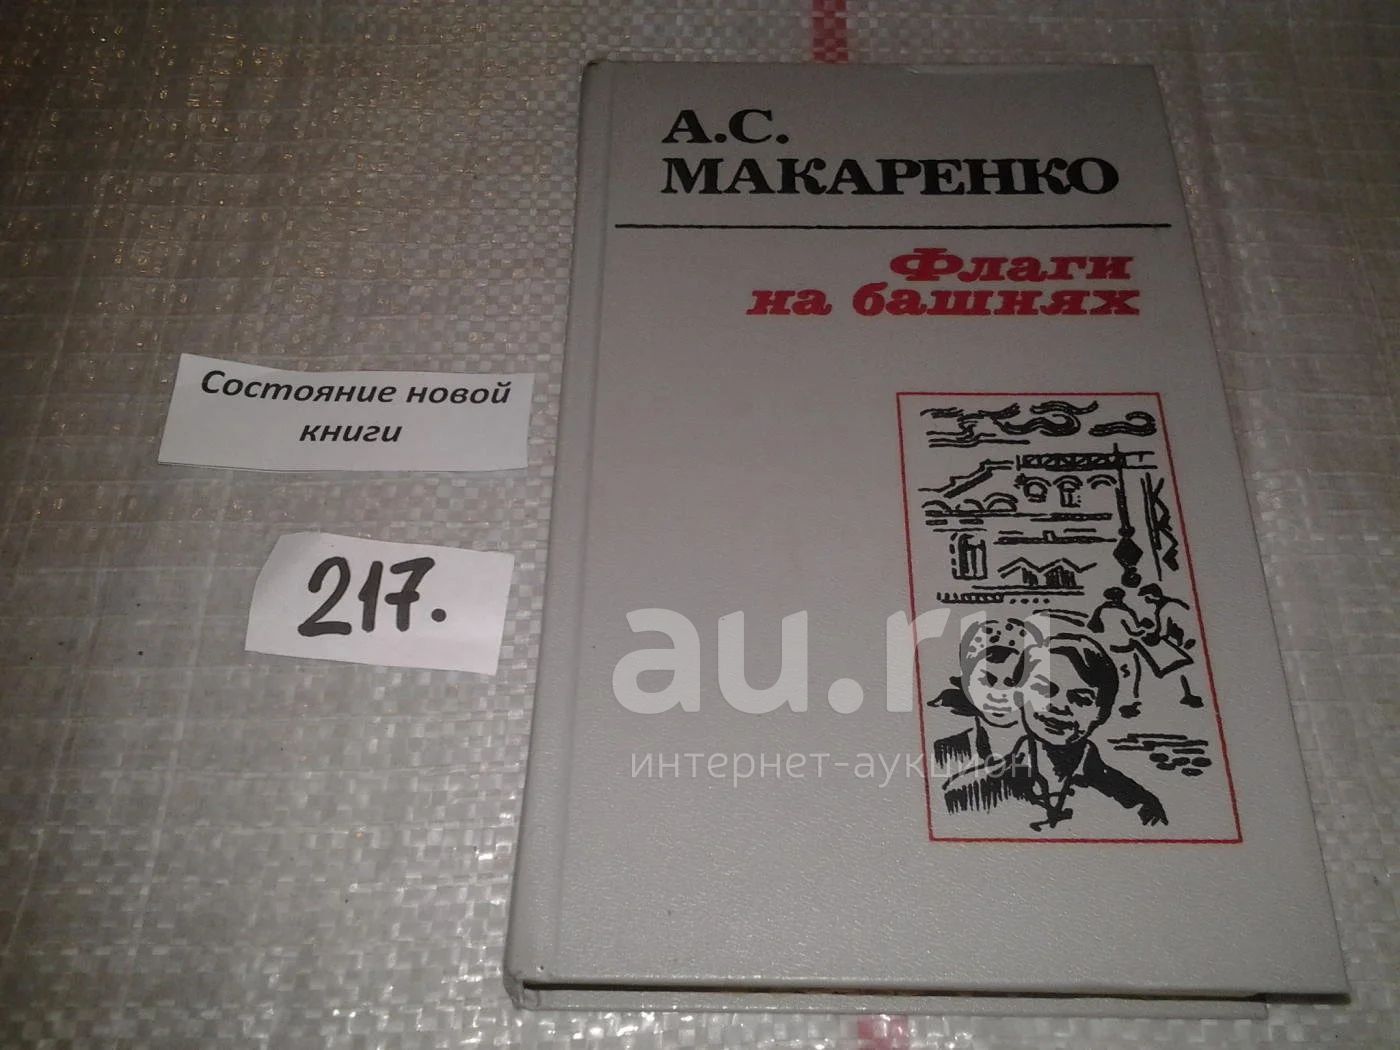 А.С.
МАКАРЕНКО
Флаги
на башнях
Состояние новой
книги
217.
au.ru
интернет-аукцион